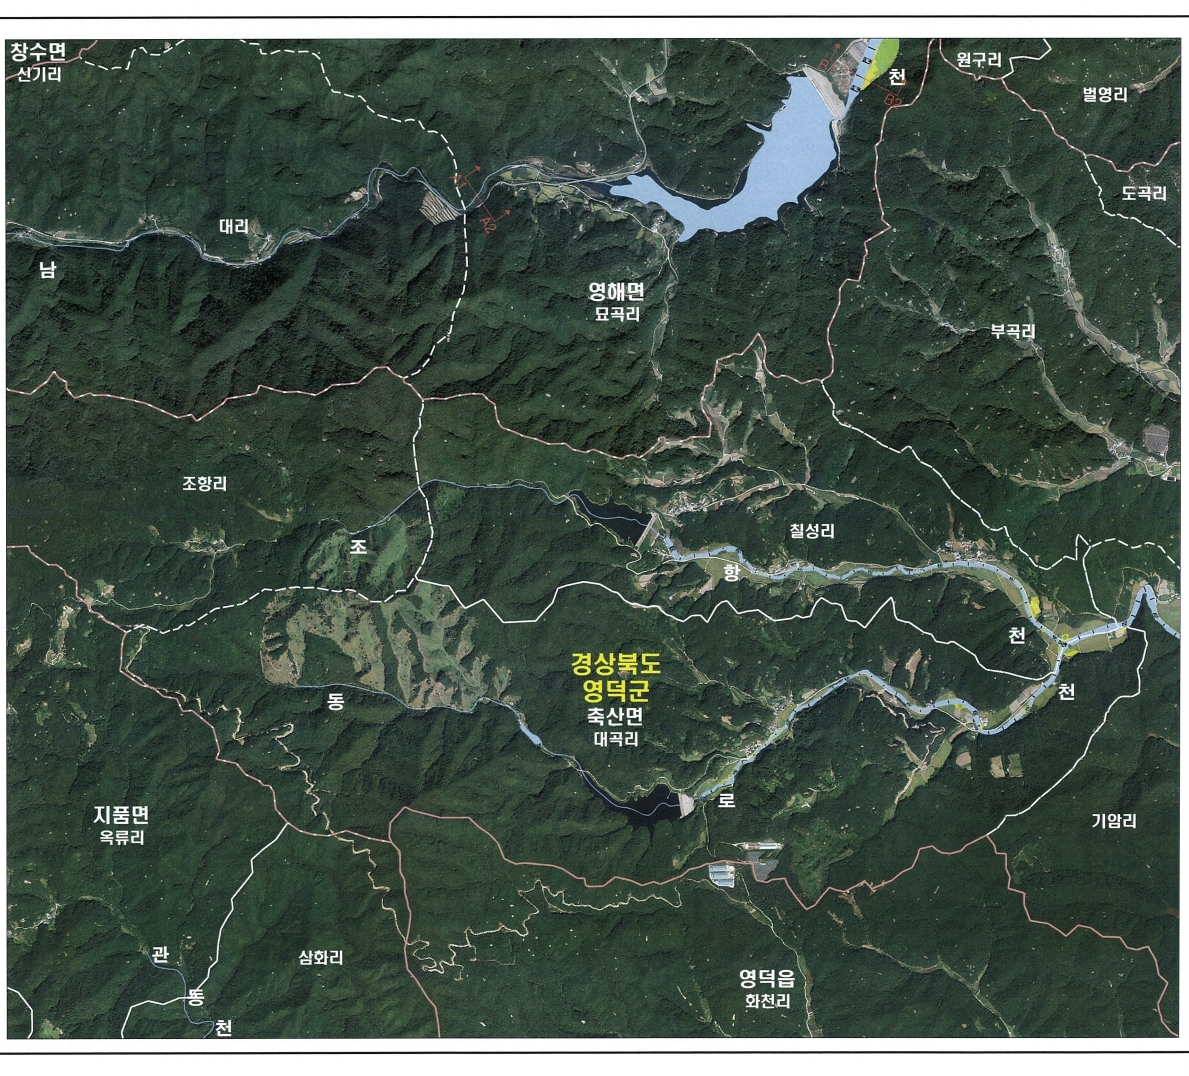 창수면
신기리
천
원구리
벌영리
B2
도곡리
대리
A2
남
영해면
묘곡리
부곡리
조항리
조
칠성리
항
천
경상북도
영덕군
축산면
대곡리
동
천
로
지품면
옥류리
기암리
관
삼화리
영덕읍
화천리
동
천